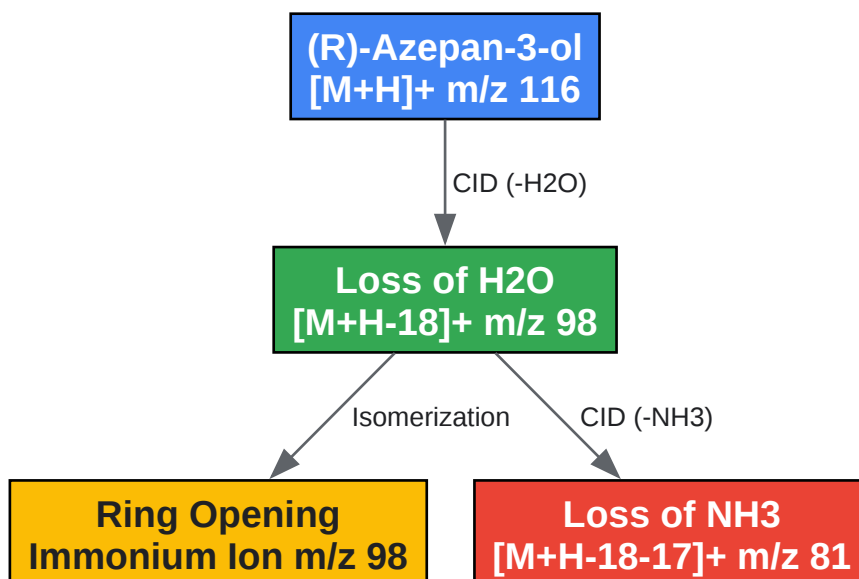 (R)-Azepan-3-ol
[M+H]+ m/z 116
CID (-H2O)
Loss of H2O
[M+H-18]+ m/z 98
Isomerization
CID (-NH3)
Ring Opening
Immonium Ion m/z 98
Loss of NH3
[M+H-18-17]+ m/z 81